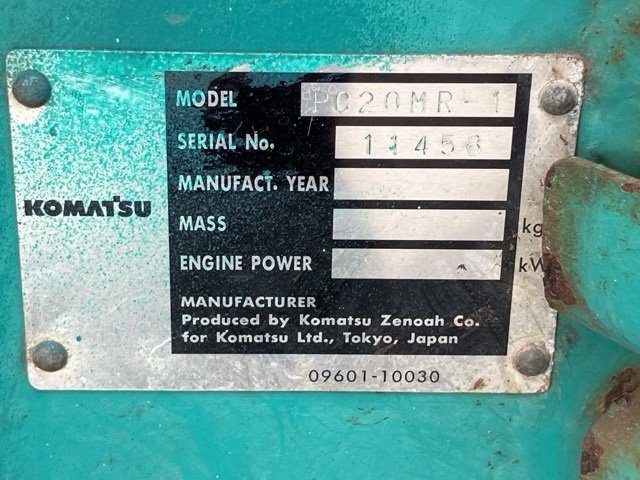 KOMATSU
MODEL PC20MR-1
SERIAL No. 11456
MANUFACT. YEAR
MASS kg
ENGINE POWER kW
MANUFACTURER
Produced by Komatsu Zenoah Co.
for Komatsu Ltd., Tokyo, Japan
09601-10030